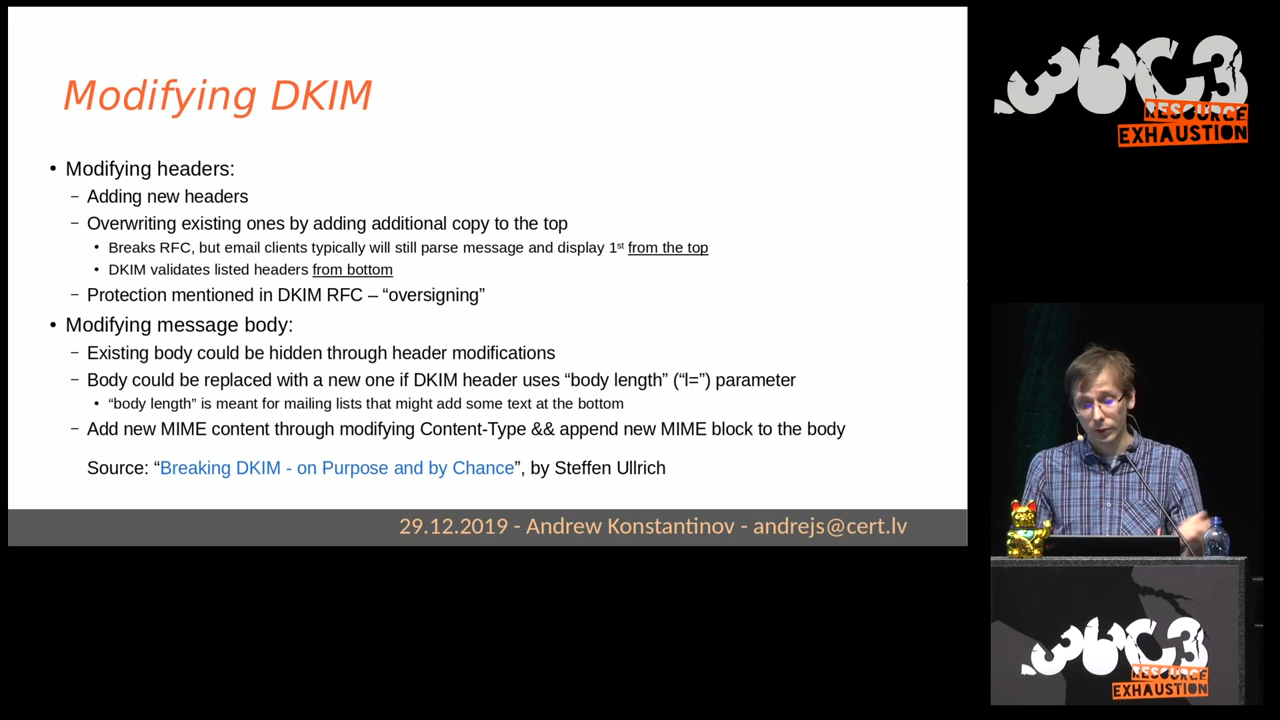 Modifying DKIM
• Modifying headers:
– Adding new headers
– Overwriting existing ones by adding additional copy to the top
• Breaks RFC, but email clients typically will still parse message and display 1st from the top
• DKIM validates listed headers from bottom
– Protection mentioned in DKIM RFC – “oversigning”
• Modifying message body:
– Existing body could be hidden through header modifications
– Body could be replaced with a new one if DKIM header uses “body length” (“l=”) parameter
• “body length” is meant for mailing lists that might add some text at the bottom
– Add new MIME content through modifying Content-Type && append new MIME block to the body
Source: “Breaking DKIM - on Purpose and by Chance”, by Steffen Ullrich
29.12.2019 - Andrew Konstantinov - andrejs@cert.lv
36C3
RESOURCE
EXHAUSTION
36C3
RESOURCE
EXHAUSTION